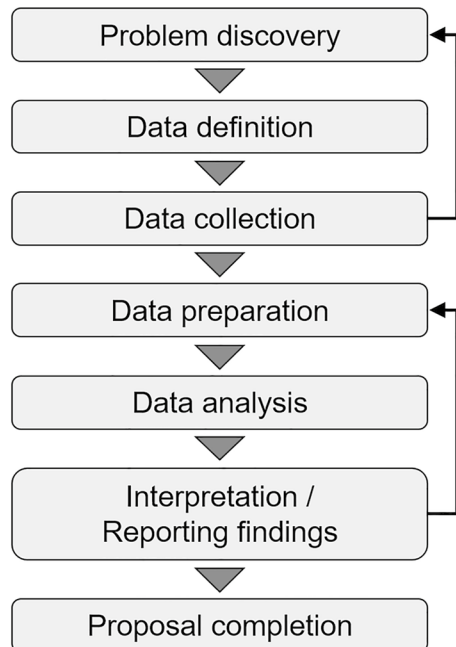 Problem discovery
Data definition
Data collection
Data preparation
Data analysis
Interpretation /
Reporting findings
Proposal completion